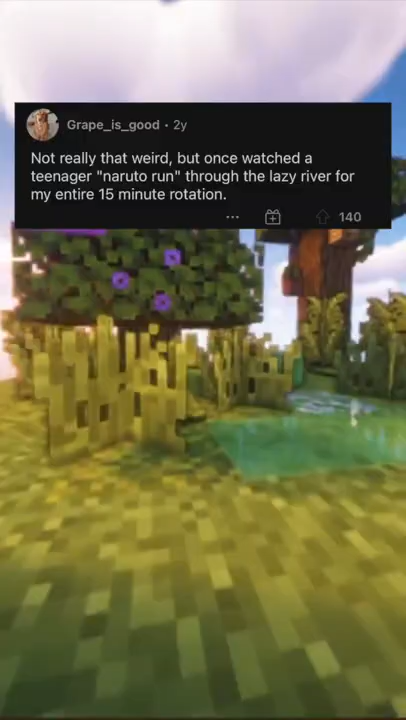 Grape_is_good · 2y
Not really that weird, but once watched a
teenager "naruto run" through the lazy river for
my entire 15 minute rotation.
140